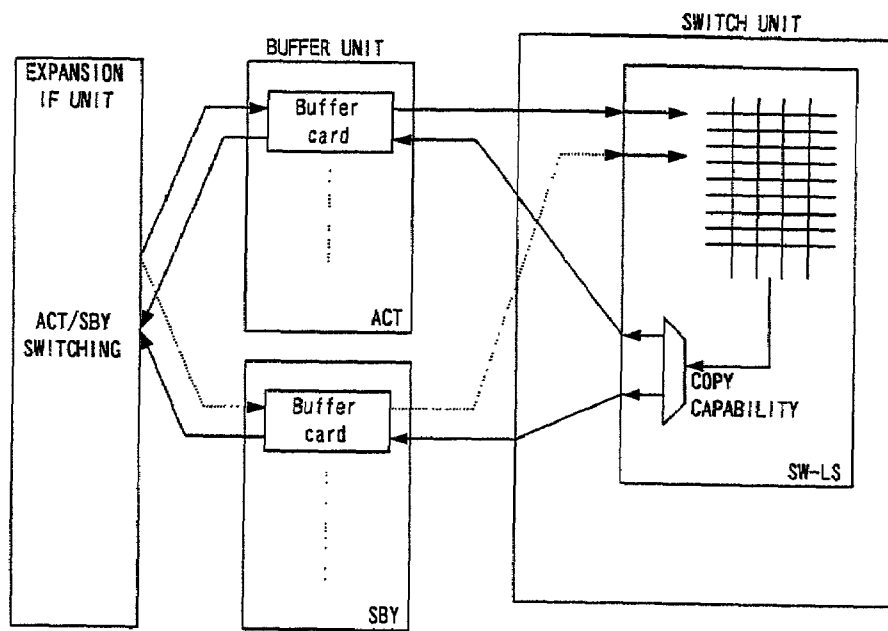 SWITCH UNIT
BUFFER UNIT
EXPANSION
IF UNIT
Buffer
card
ACT
ACT/SBY
SWITCHING
Buffer
card
COPY
CAPABILITY
SW-LS
SBY